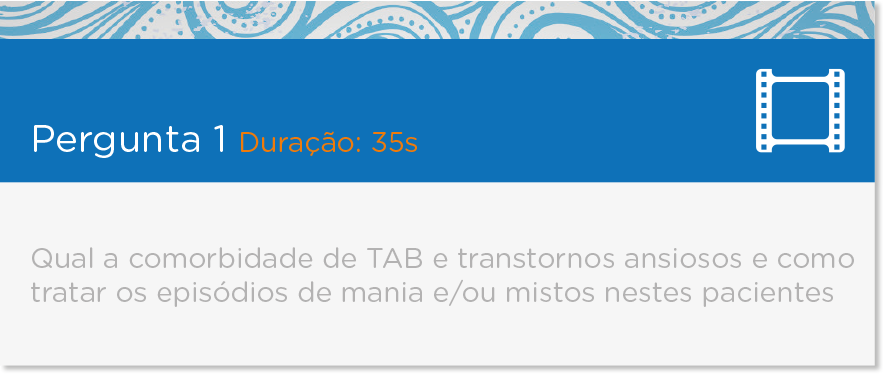 Pergunta 1 Duração: 35s
Qual a comorbidade de TAB e transtornos ansiosos e como
tratar os episódios de mania e/ou mistos nestes pacientes